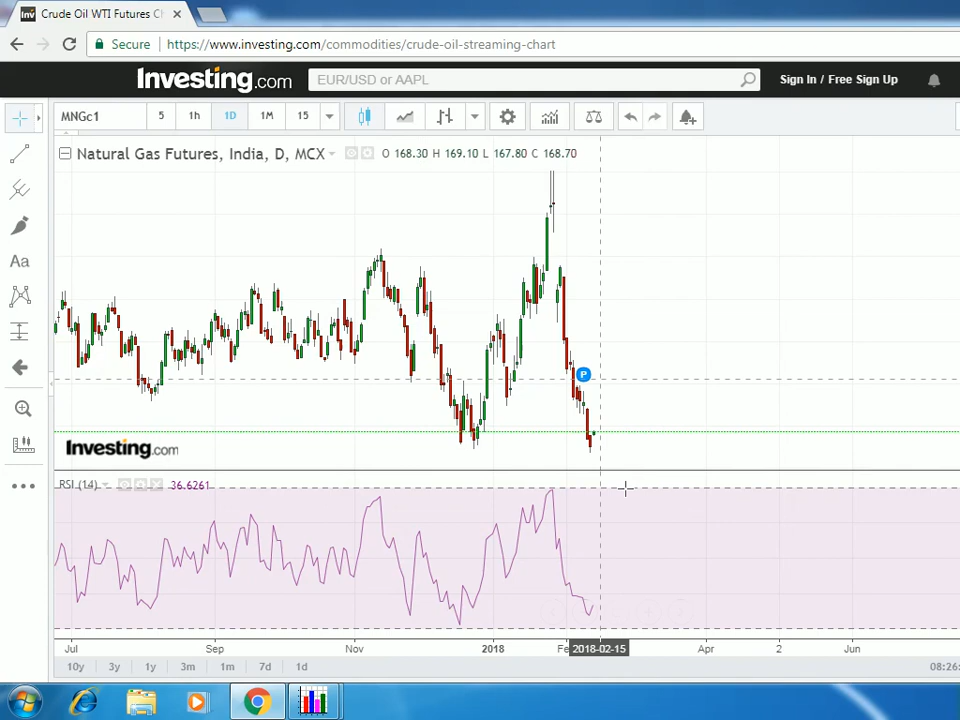 Crude Oil WTI Futures Ch
Secure https://www.investing.com/commodities/crude-oil-streaming-chart
Investing.com EUR/USD or AAPL Sign In / Free Sign Up
MNGc1 5 1h 1D 1M 15
Natural Gas Futures, India, D, MCX O 168.30 H 169.10 L 167.80 C 168.70
Aa
P
Investing.com
RSI (14) 36.6261
Jul Sep Nov 2018 Fe 2018-02-15 Apr 2 Jun
10y 3y 1y 3m 1m 7d 1d 08:26